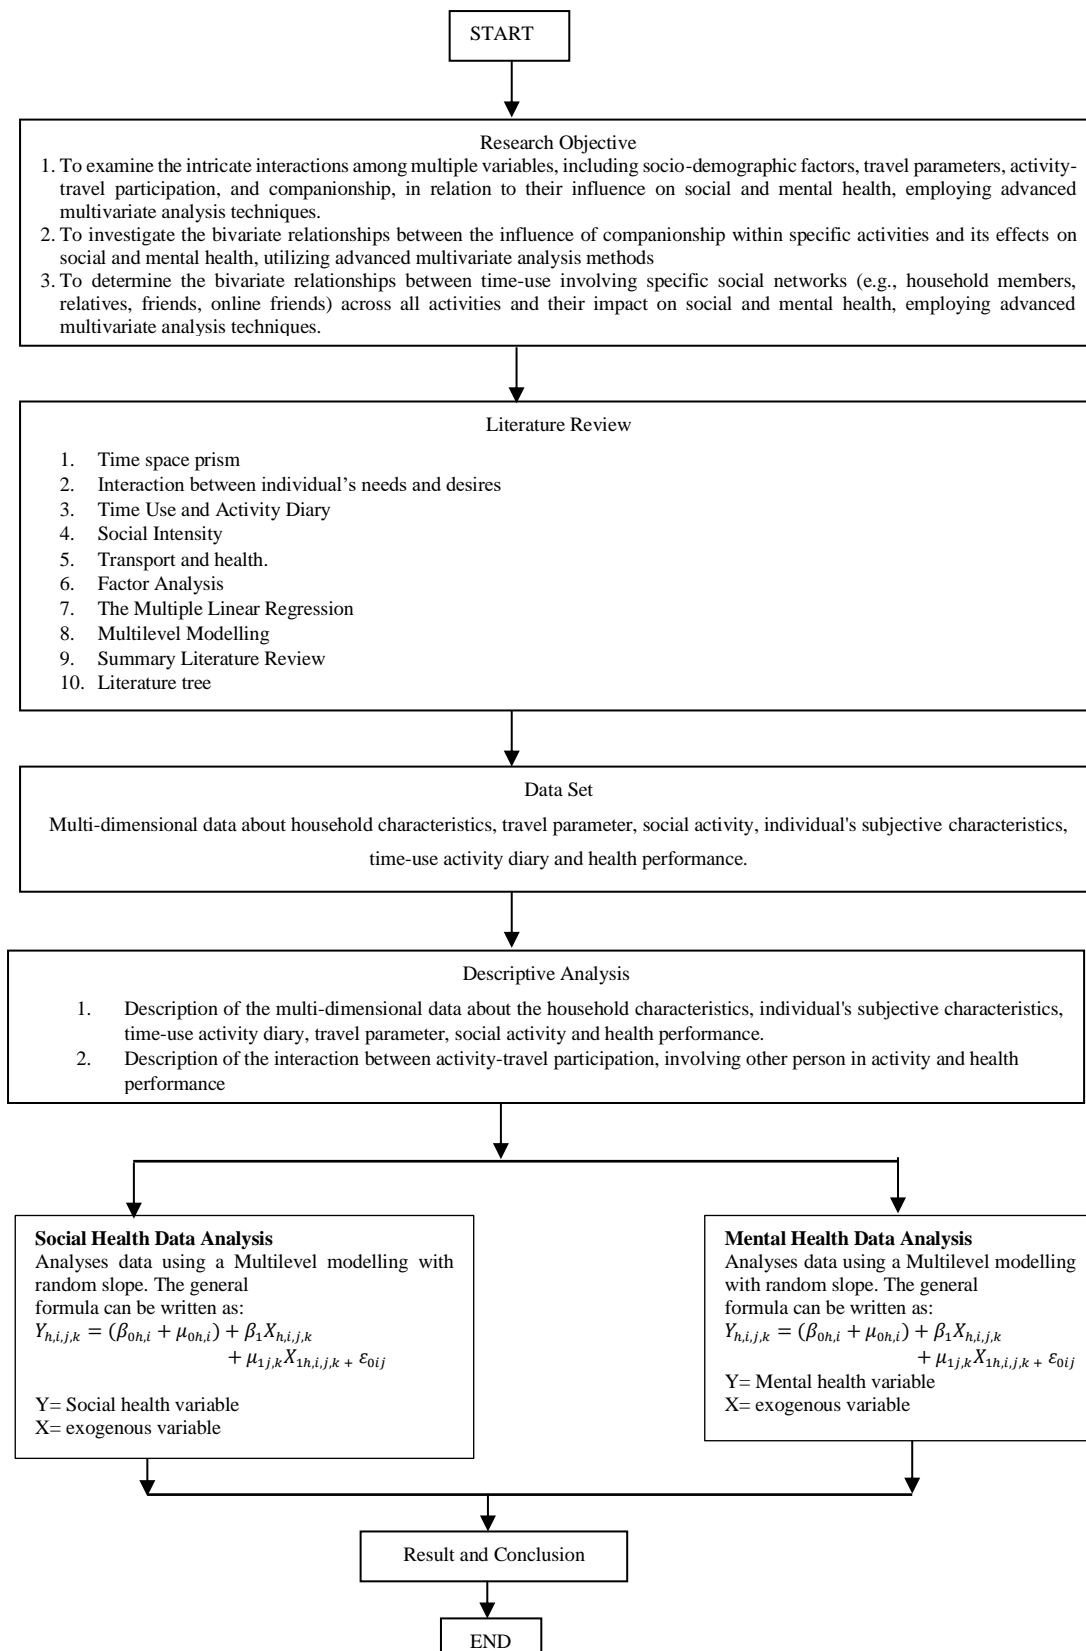 START
Research Objective
1. To examine the intricate interactions among multiple variables, including socio-demographic factors, travel parameters, activity-
travel participation, and companionship, in relation to their influence on social and mental health, employing advanced
multivariate analysis techniques.
2. To investigate the bivariate relationships between the influence of companionship within specific activities and its effects on
social and mental health, utilizing advanced multivariate analysis methods
3. To determine the bivariate relationships between time-use involving specific social networks (e.g., household members,
relatives, friends, online friends) across all activities and their impact on social and mental health, employing advanced
multivariate analysis techniques.
Literature Review
1. Time space prism
2. Interaction between individual’s needs and desires
3. Time Use and Activity Diary
4. Social Intensity
5. Transport and health.
6. Factor Analysis
7. The Multiple Linear Regression
8. Multilevel Modelling
9. Summary Literature Review
10. Literature tree
Data Set
Multi-dimensional data about household characteristics, travel parameter, social activity, individual's subjective characteristics,
time-use activity diary and health performance.
Descriptive Analysis
1. Description of the multi-dimensional data about the household characteristics, individual's subjective characteristics,
time-use activity diary, travel parameter, social activity and health performance.
2. Description of the interaction between activity-travel participation, involving other person in activity and health
performance
Social Health Data Analysis
Analyses data using a Multilevel modelling with
random slope. The general
formula can be written as:
Y_{h,i,j,k} = (β_{0h,i} + μ_{0h,i}) + β_1 X_{h,i,j,k}
+ μ_{1j,k} X_{1h,i,j,k +} ε_{0ij}
Y= Social health variable
X= exogenous variable
Mental Health Data Analysis
Analyses data using a Multilevel modelling
with random slope. The general
formula can be written as:
Y_{h,i,j,k} = (β_{0h,i} + μ_{0h,i}) + β_1 X_{h,i,j,k}
+ μ_{1j,k} X_{1h,i,j,k +} ε_{0ij}
Y= Mental health variable
X= exogenous variable
Result and Conclusion
END